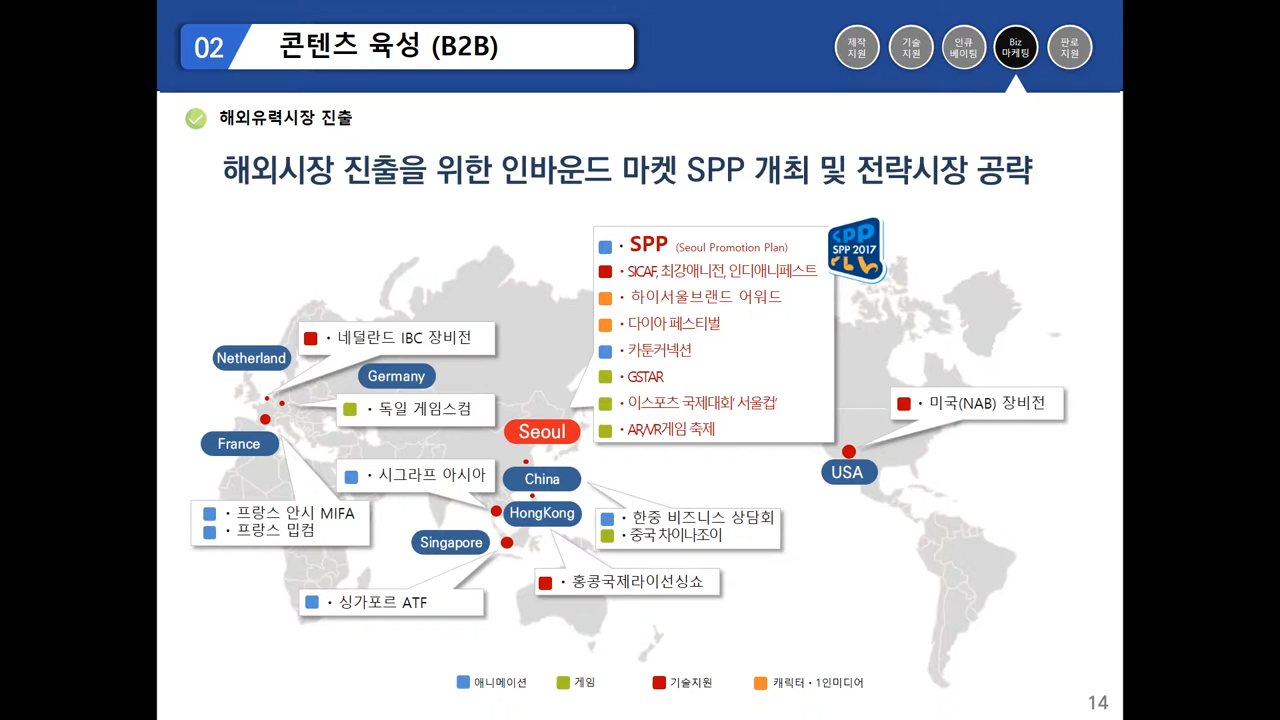 02
콘텐츠 육성 (B2B)
제작
지원
기술
지원
인큐
베이팅
Biz
마케팅
판로
지원
해외유력시장 진출
해외시장 진출을 위한 인바운드 마켓 SPP 개최 및 전략시장 공략
· SPP (Seoul Promotion Plan)
· SICAF, 최강애니전, 인디애니페스트
· 하이서울브랜드 어워드
· 다이아 페스티벌
· 카툰커넥션
· GSTAR
· 이스포츠 국제대회‘ 서울컵’
· AR/VR게임 축제
SPP
SPP 2017
· 네덜란드 IBC 장비전
Netherland
Germany
· 독일 게임스컴
France
· 프랑스 안시 MIFA
· 프랑스 밉컴
Seoul
· 시그라프 아시아
China
HongKong
· 한중 비즈니스 상담회
· 중국 차이나조이
Singapore
· 홍콩국제라이선싱쇼
· 싱가포르 ATF
· 미국(NAB) 장비전
USA
애니메이션
게임
기술지원
캐릭터·1인미디어
14